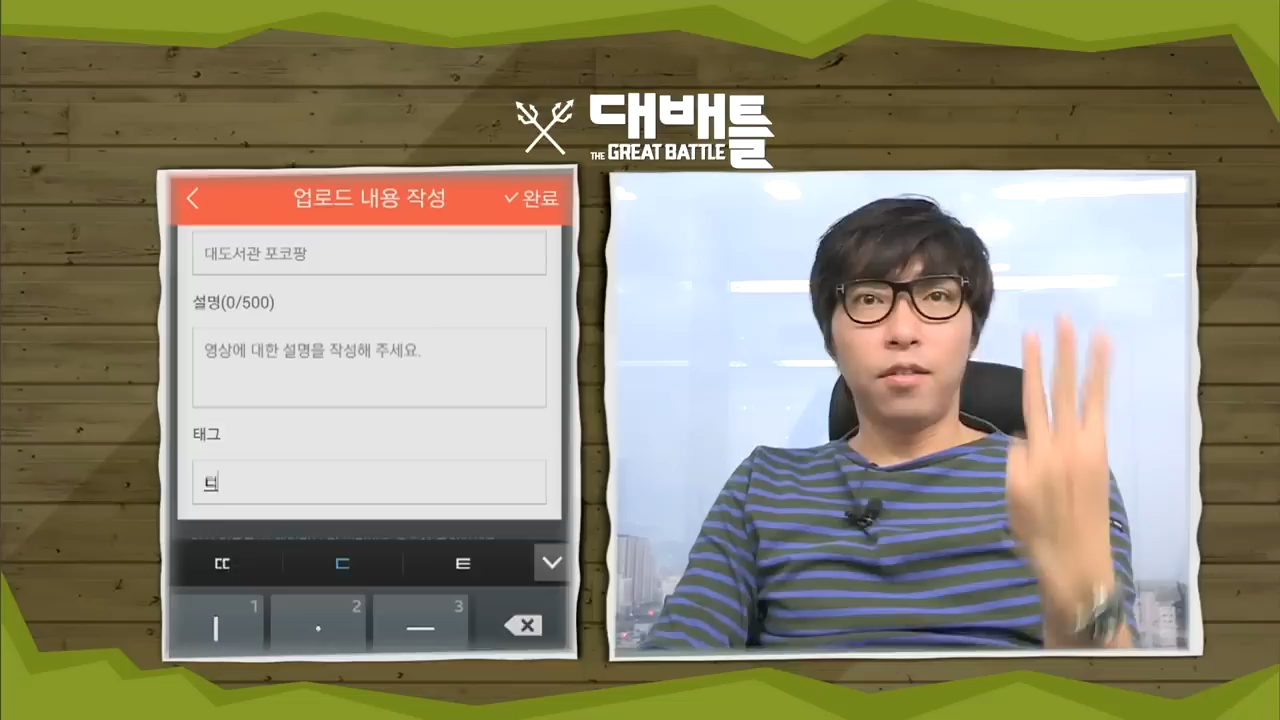 대배틀
THE GREAT BATTLE
업로드 내용 작성
완료
대도서관 포코팡
설명(0/500)
영상에 대한 설명을 작성해 주세요.
태그
ㄸ ㄷ ㅌ
ㅣ 1 · 2 ㅡ 3